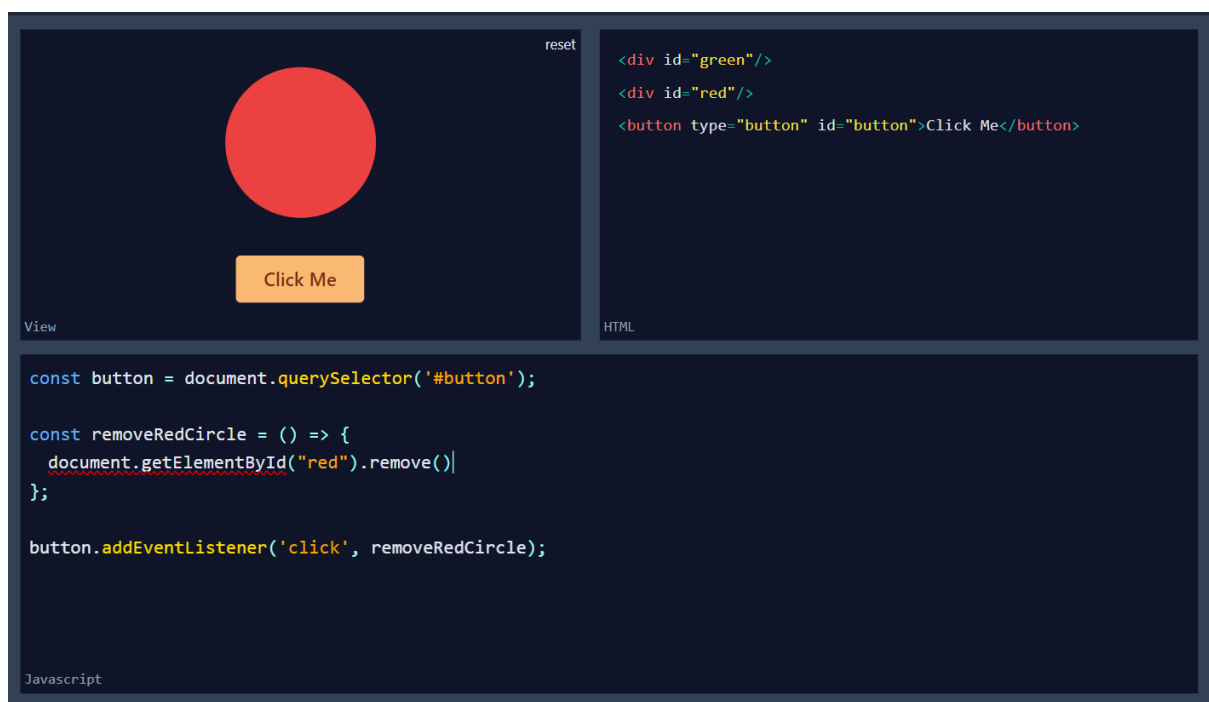 reset
Click Me
View
<div id="green"/>
<div id="red"/>
<button type="button" id="button">Click Me</button>
HTML
const button = document.querySelector('#button');
const removeRedCircle = () => {
  document.getElementById("red").remove()
};
button.addEventListener('click', removeRedCircle);
Javascript